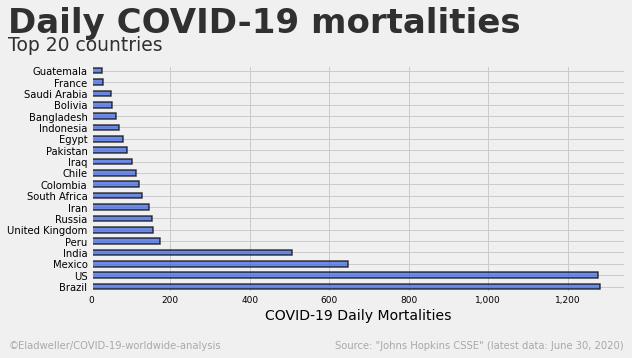 Daily COVID-19 mortalities
Top 20 countries
Guatemala
France
Saudi Arabia
Bolivia
Bangladesh
Indonesia
Egypt
Pakistan
Iraq
Chile
Colombia
South Africa
Iran
Russia
United Kingdom
Peru
India
Mexico
US
Brazil
0 200 400 600 800 1,000 1,200
COVID-19 Daily Mortalities
©Eladweller/COVID-19-worldwide-analysis
Source: "Johns Hopkins CSSE" (latest data: June 30, 2020)